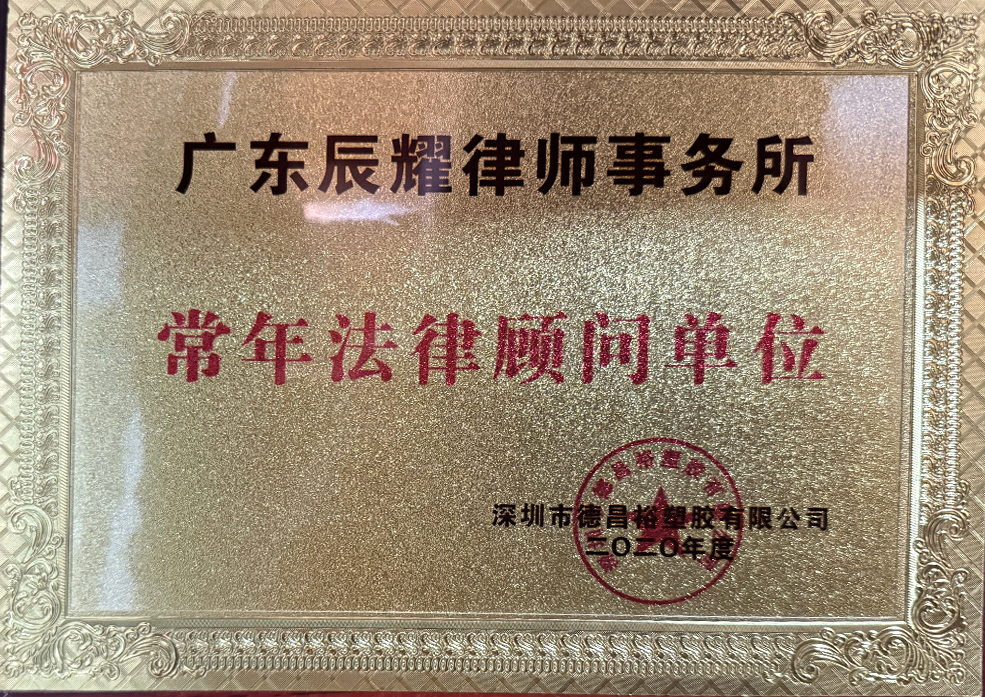 广东辰耀律师事务所
常年法律顾问单位
深圳市德昌裕塑胶有限公司
二〇二〇年度